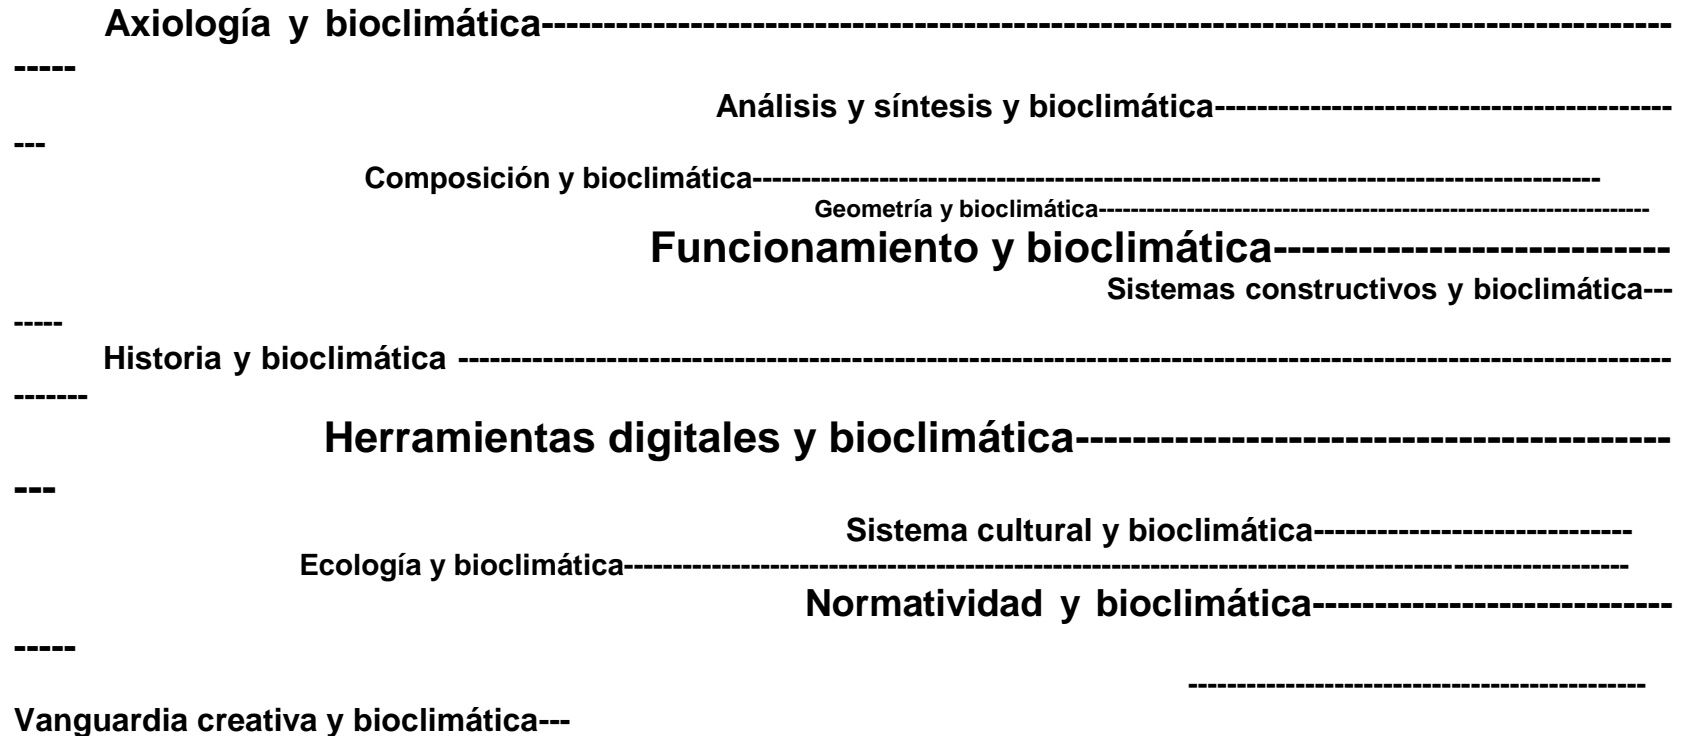 Axiología y bioclimática-------------------------------------------------------------------------------------------
-----
Análisis y síntesis y bioclimática-------------------------------------------
---
Composición y bioclimática---------------------------------------------------------------------------------------
Geometría y bioclimática---------------------------------------------------------------------
Funcionamiento y bioclimática----------------------------
Sistemas constructivos y bioclimática---
-----
Historia y bioclimática -------------------------------------------------------------------------------------------------------------------
-------
Herramientas digitales y bioclimática------------------------------------------
---
Sistema cultural y bioclimática------------------------------
Ecología y bioclimática-------------------------------------------------------------------------------------------------------
Normatividad y bioclimática-----------------------------
-----
-----------------------------------------------
Vanguardia creativa y bioclimática---